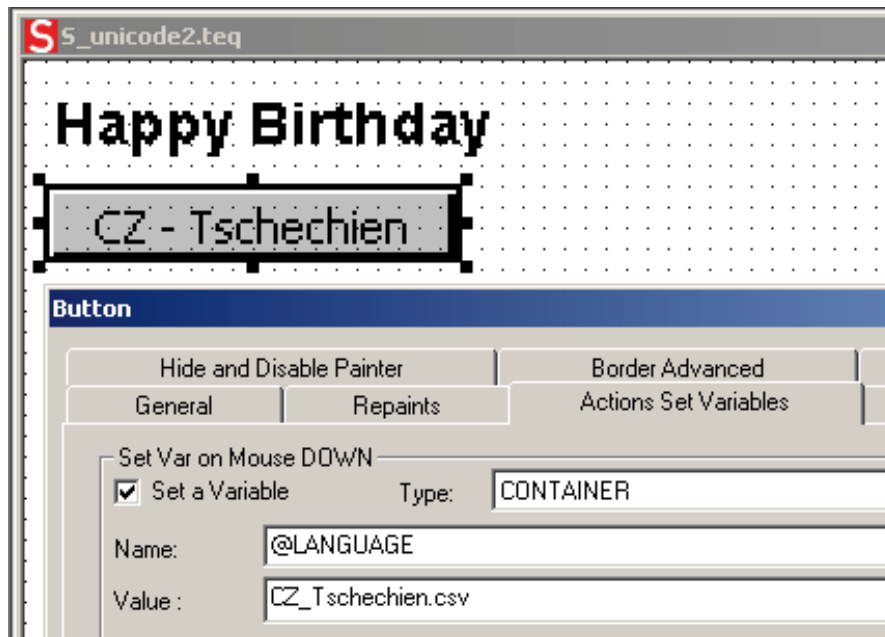 S S_unicode2.teq
Happy Birthday
CZ - Tschechien
Button
Hide and Disable Painter Border Advanced
General Repaints Actions Set Variables
Set Var on Mouse DOWN
Set a Variable Type: CONTAINER
Name: @LANGUAGE
Value : CZ_Tschechien.csv